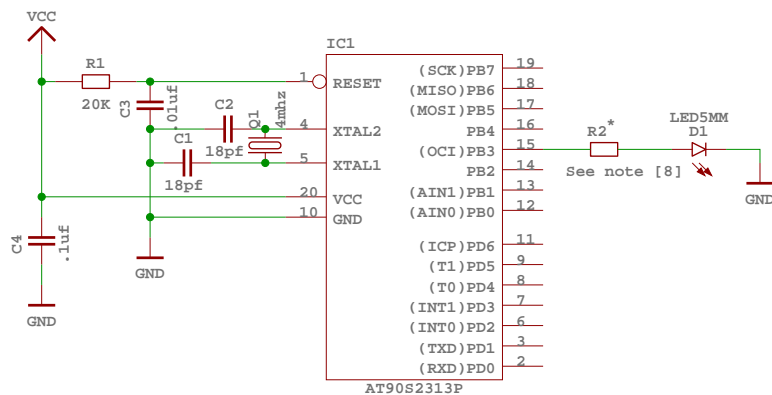 VCC
R1
20K
C3
.01uf
C2
18pf
C1
18pf
Q1
4mhz
C4
.1uf
GND
GND
IC1
1 RESET
4 XTAL2
5 XTAL1
20 VCC
10 GND
(SCK)PB7 19
(MISO)PB6 18
(MOSI)PB5 17
PB4 16
(OCI)PB3 15
PB2 14
(AIN1)PB1 13
(AIN0)PB0 12
(ICP)PD6 11
(T1)PD5 9
(T0)PD4 8
(INT1)PD3 7
(INT0)PD2 6
(TXD)PD1 3
(RXD)PD0 2
AT90S2313P
R2*
See note [8]
LED5MM
D1
GND